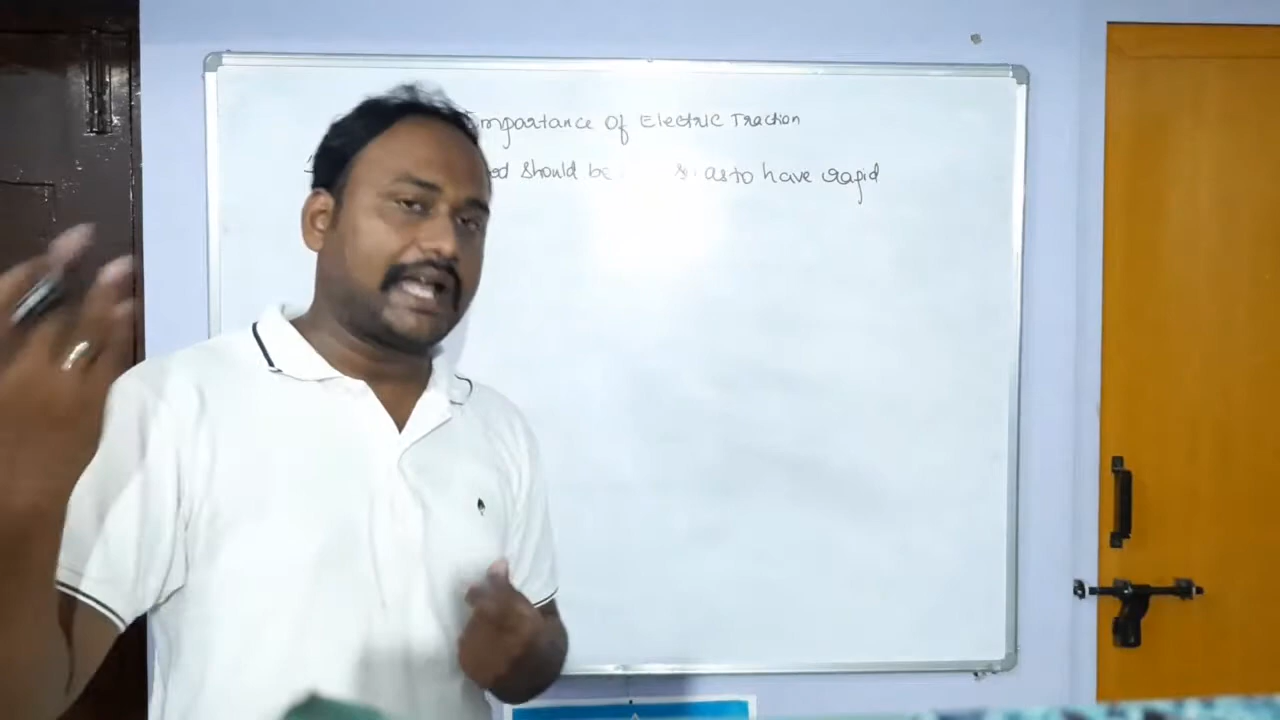 Importance of Electric Traction
should be as to have rapid